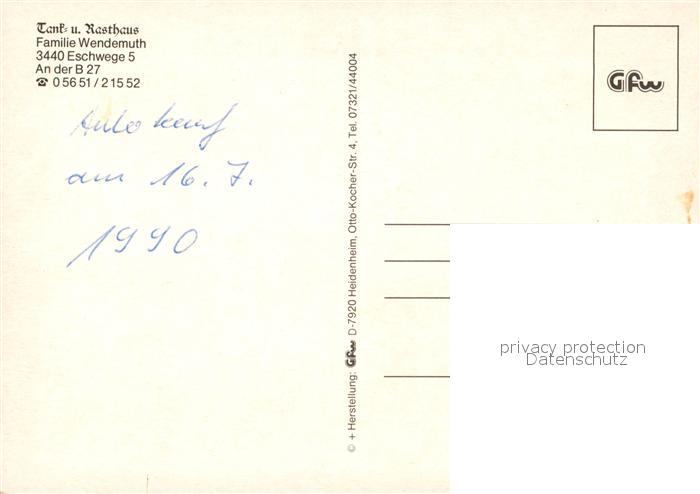 Tank- u. Rasthaus
Familie Wendemuth
3440 Eschwege 5
An der B 27
☎ 0 56 51 / 2 15 52
Autokauf
am 16. 7.
1990
© + Herstellung: Gfw D-7920 Heidenheim, Otto-Kocher-Str. 4, Tel. 07321/44004
Gfw
privacy protection
Datenschutz